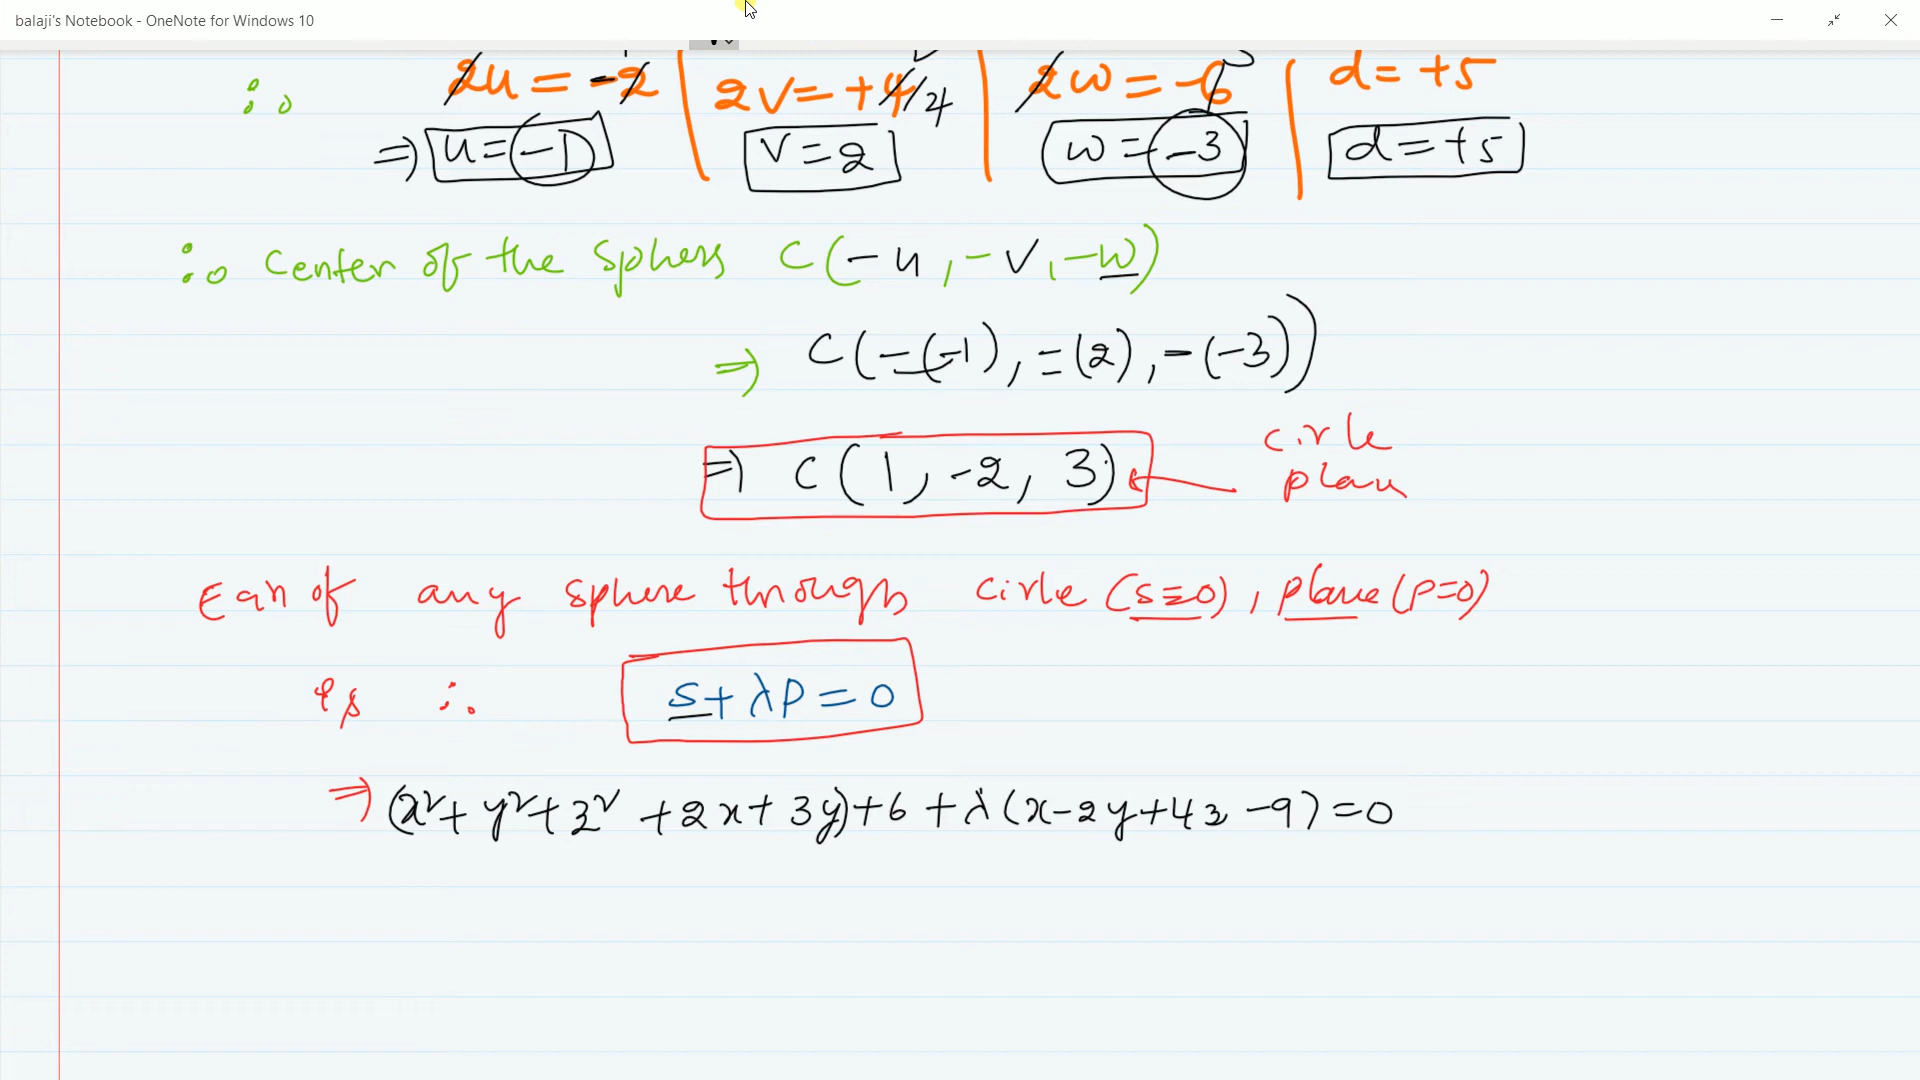 balaji's Notebook - OneNote for Windows 10
∴ 2u = -2 | 2v = +4/4 | 2w = -6 | d = +5
⇒ u = -1 v = 2 w = -3 d = +5
∴ center of the sphers C(-u, -v, -w)
⇒ C(-(-1), -(2), -(-3))
⇒ C(1, -2, 3) ← cirle plan
Eqn of any sphere through cirle (S=0), plane (P=0)
is ∴ S + λP = 0
⇒ (x² + y² + z² + 2x + 3y) + 6 + λ(x - 2y + 4z - 9) = 0